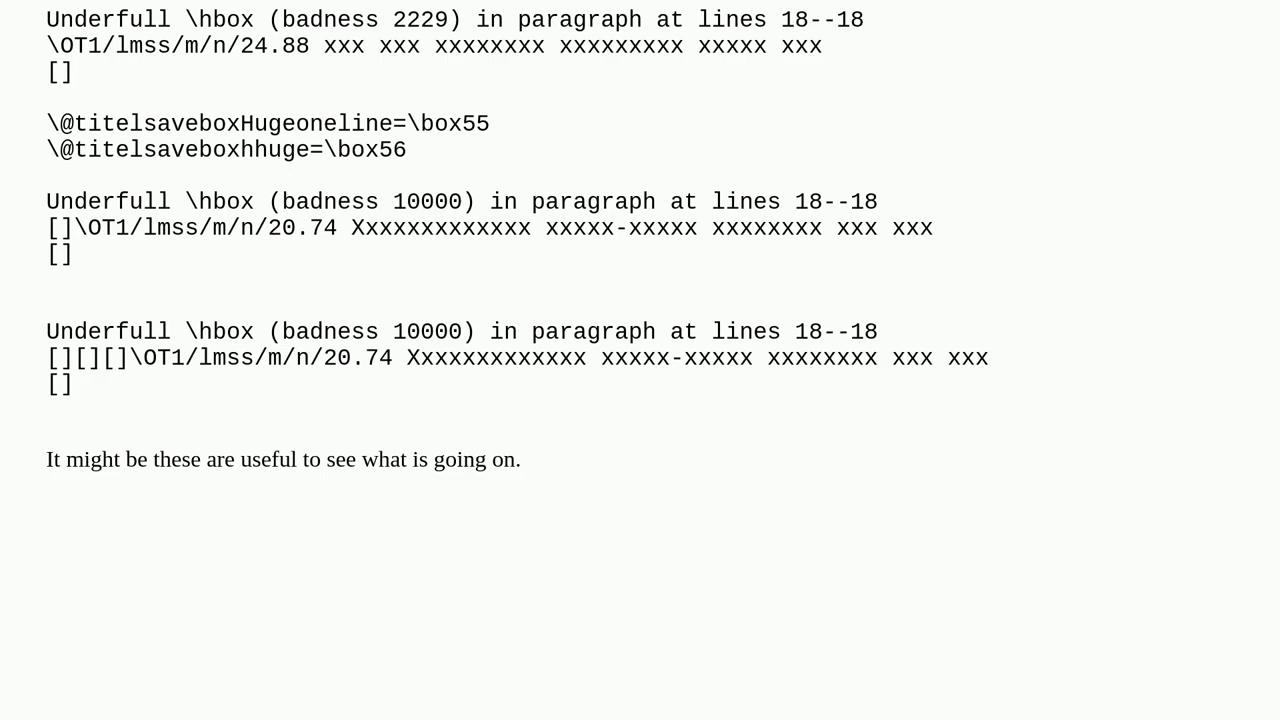 Underfull \hbox (badness 2229) in paragraph at lines 18--18
\OT1/lmss/m/n/24.88 xxx xxx xxxxxxxx xxxxxxxxx xxxxx xxx
[]
\@titelsaveboxHugeoneline=\box55
\@titelsaveboxhhuge=\box56
Underfull \hbox (badness 10000) in paragraph at lines 18--18
[]\OT1/lmss/m/n/20.74 Xxxxxxxxxxxxx xxxxx-xxxxx xxxxxxxx xxx xxx
[]
Underfull \hbox (badness 10000) in paragraph at lines 18--18
[][][]\OT1/lmss/m/n/20.74 Xxxxxxxxxxxxx xxxxx-xxxxx xxxxxxxx xxx xxx
[]
It might be these are useful to see what is going on.